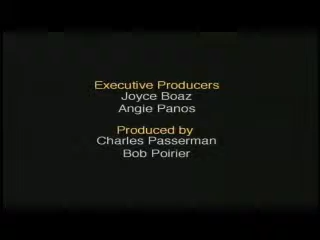 Executive Producers
Joyce Boaz
Angie Panos
Produced by
Charles Passerman
Bob Poirier